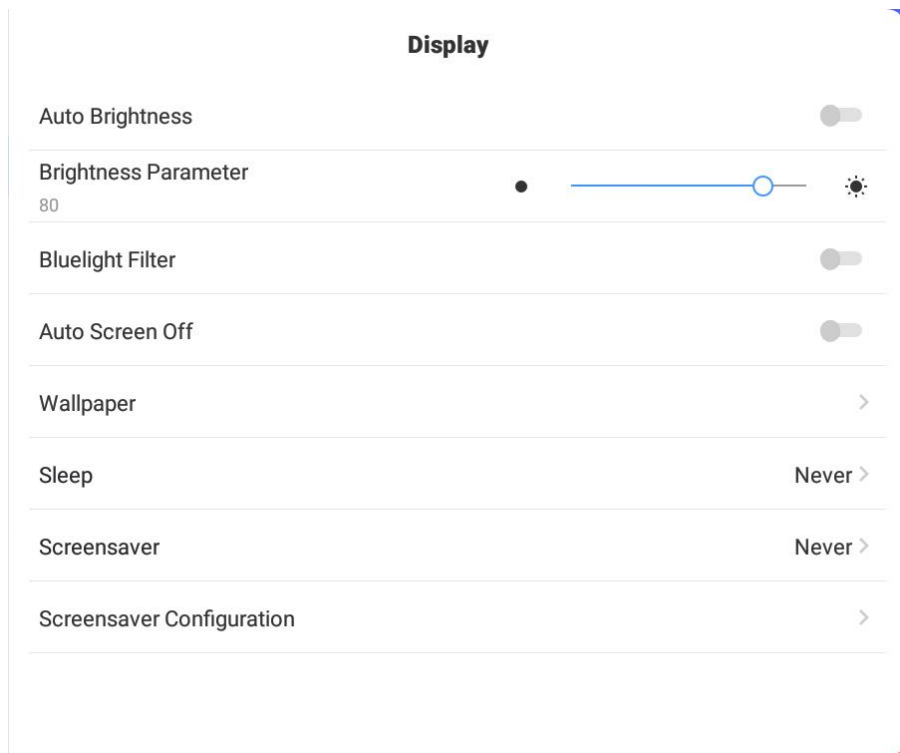 Display
Auto Brightness
Brightness Parameter
80
Bluelight Filter
Auto Screen Off
Wallpaper
Sleep Never
Screensaver Never
Screensaver Configuration